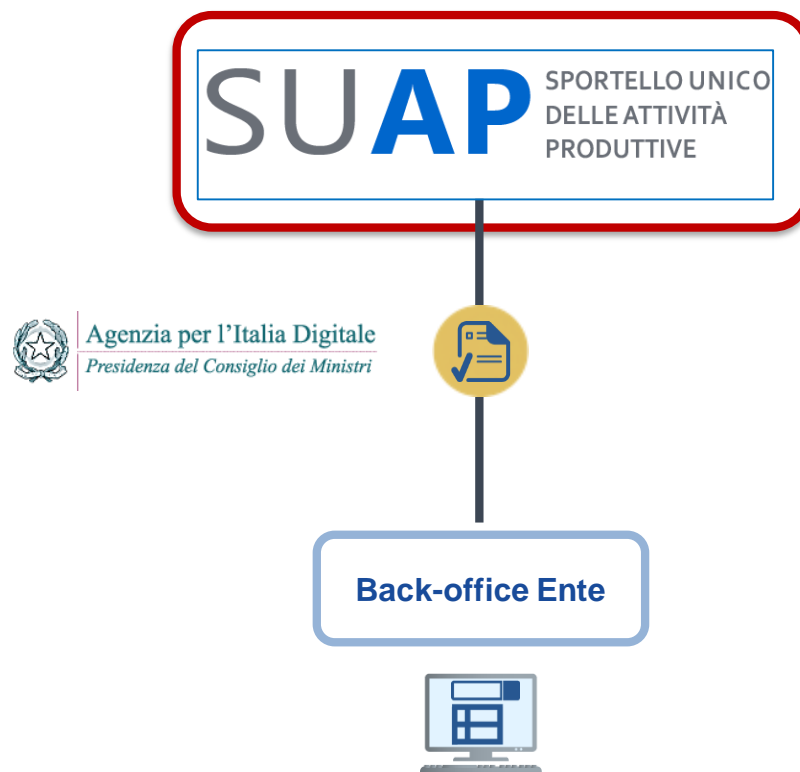 SUAP
SPORTELLO UNICO
DELLE ATTIVITÀ
PRODUTTIVE
Agenzia per l'Italia Digitale
Presidenza del Consiglio dei Ministri
Back-office Ente